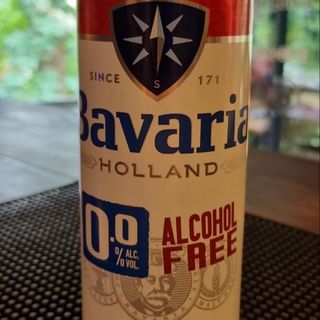 SINCE
S
Bavaria
HOLLAND
0.0
% ALC.
% VOL.
ALCOHOL
FREE